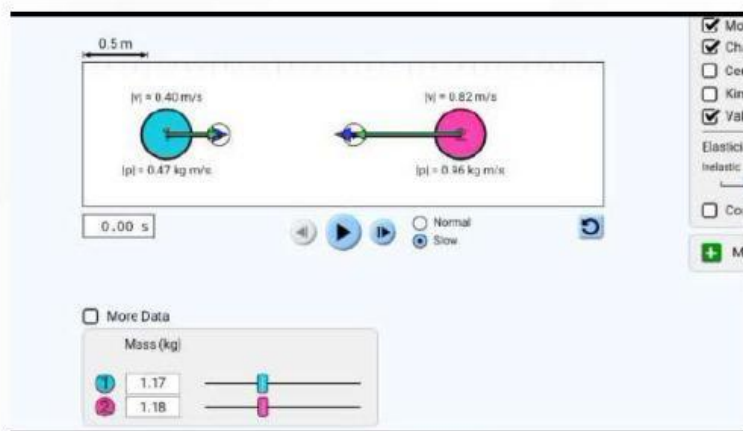 0.5 m
|v| = 0.40 m/s
|v| = 0.82 m/s
|p| = 0.47 kg m/s
|p| = 0.96 kg m/s
0.00 s
Normal
Slow
More Data
Mass (kg)
1 1.17
2 1.18
Mo
Ch
Cen
Kin
Val
Elastici
Inelastic
Co
M